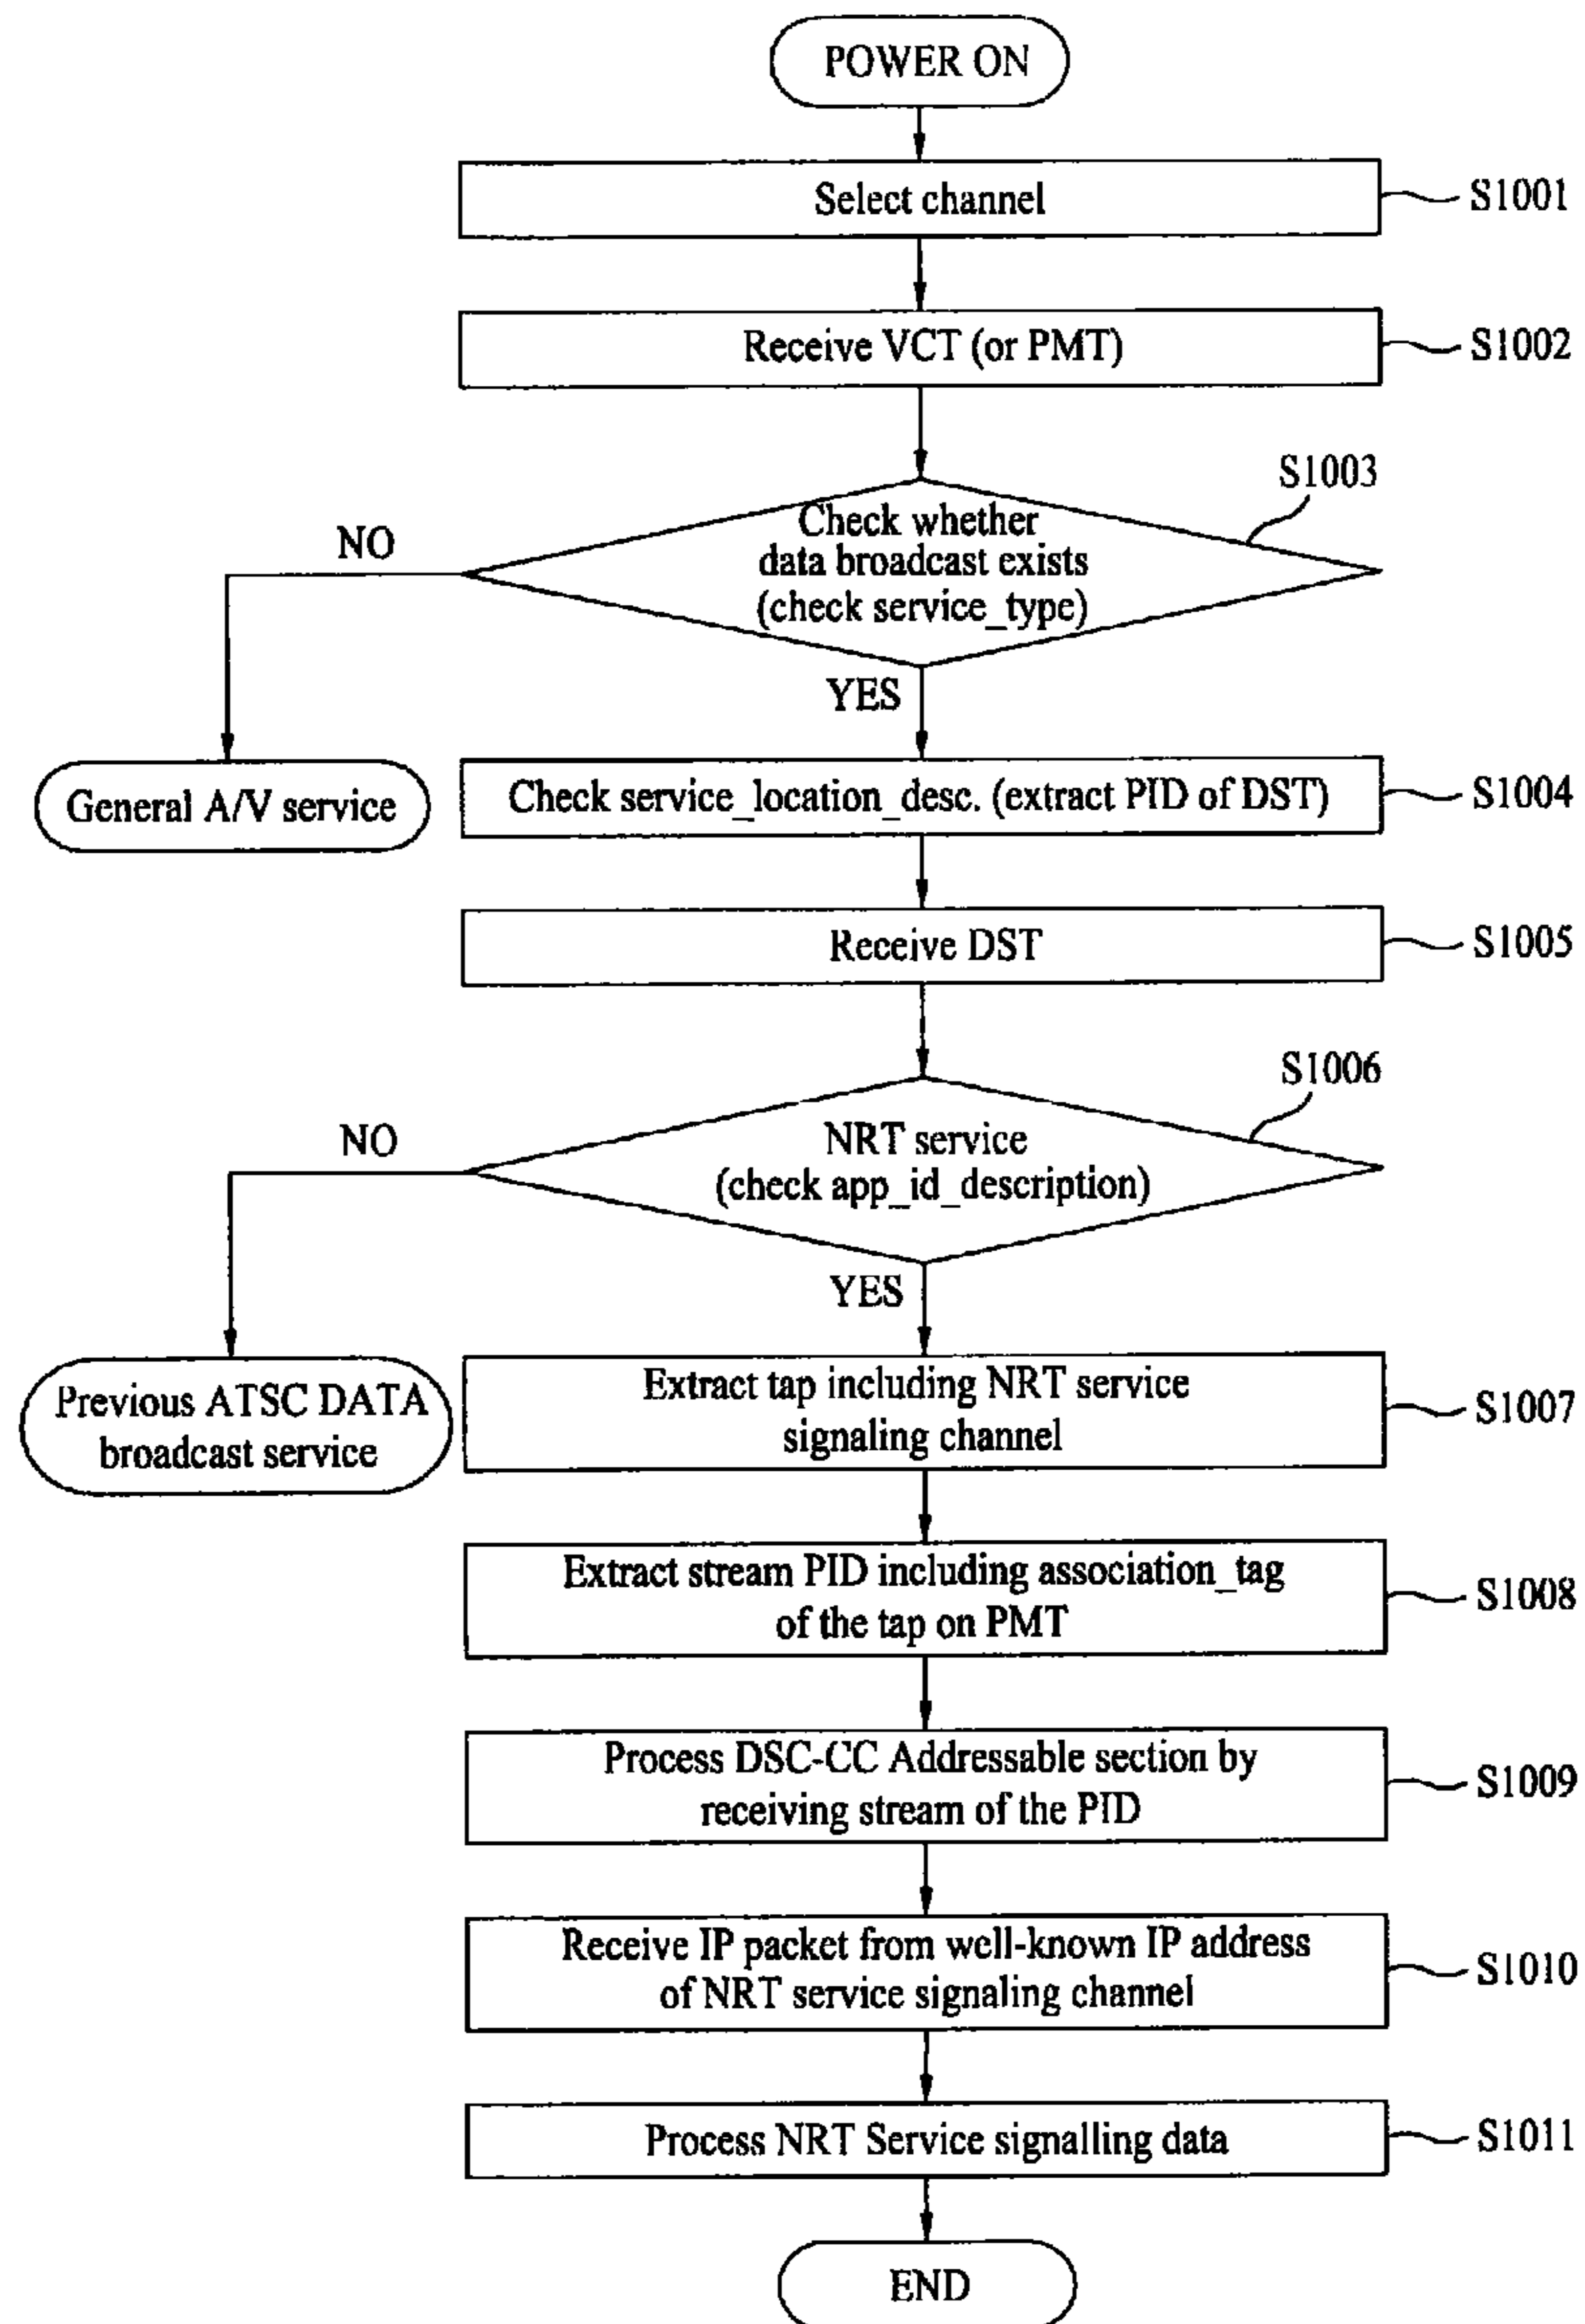 POWER ON
Select channel
S1001
Receive VCT (or PMT)
S1002
S1003
Check whether
data broadcast exists
(check service_type)
NO
YES
General A/V service
Check service_location_desc. (extract PID of DST)
S1004
Receive DST
S1005
S1006
NRT service
(check app_id_description)
NO
YES
Previous ATSC DATA
broadcast service
Extract tap including NRT service
signaling channel
S1007
Extract stream PID including association_tag
of the tap on PMT
S1008
Process DSC-CC Addressable section by
receiving stream of the PID
S1009
Receive IP packet from well-known IP address
of NRT service signaling channel
S1010
Process NRT Service signalling data
S1011
END